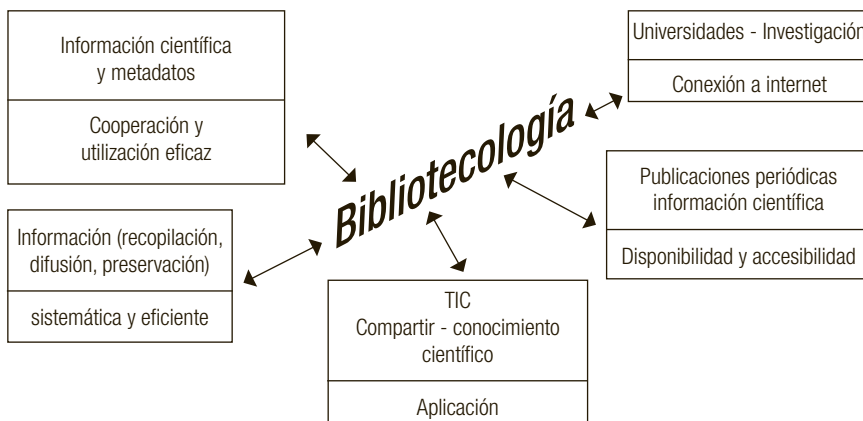 Información científica
y metadatos
Cooperación y
utilización eficaz
Universidades - Investigación
Conexión a internet
Bibliotecología
Publicaciones periódicas
información científica
Disponibilidad y accesibilidad
Información (recopilación,
difusión, preservación)
sistemática y eficiente
TIC
Compartir - conocimiento
científico
Aplicación